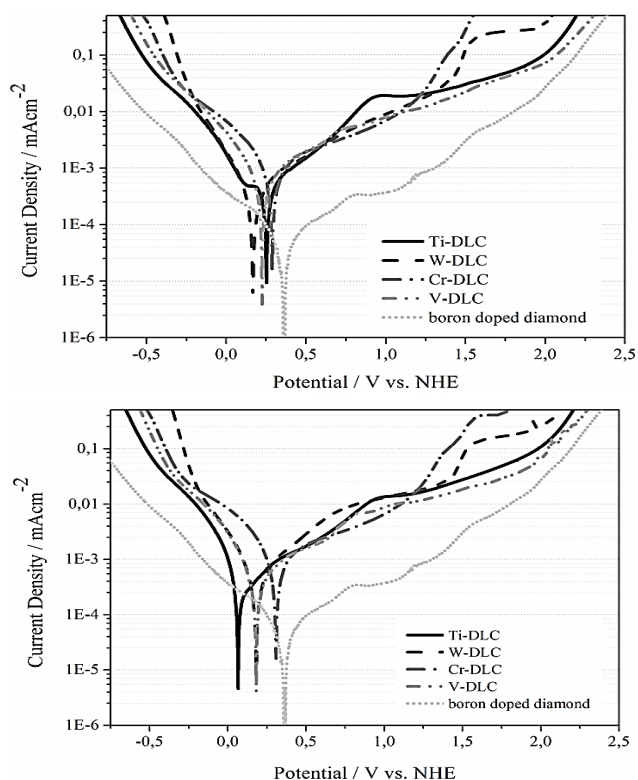 Current Density / mAcm-2
0,1
0,01
1E-3
1E-4
1E-5
1E-6
Ti-DLC
W-DLC
Cr-DLC
V-DLC
boron doped diamond
-0,5 0,0 0,5 1,0 1,5 2,0 2,5
Potential / V vs. NHE
Current Density / mAcm-2
0,1
0,01
1E-3
1E-4
1E-5
1E-6
Ti-DLC
W-DLC
Cr-DLC
V-DLC
boron doped diamond
-0,5 0,0 0,5 1,0 1,5 2,0 2,5
Potential / V vs. NHE